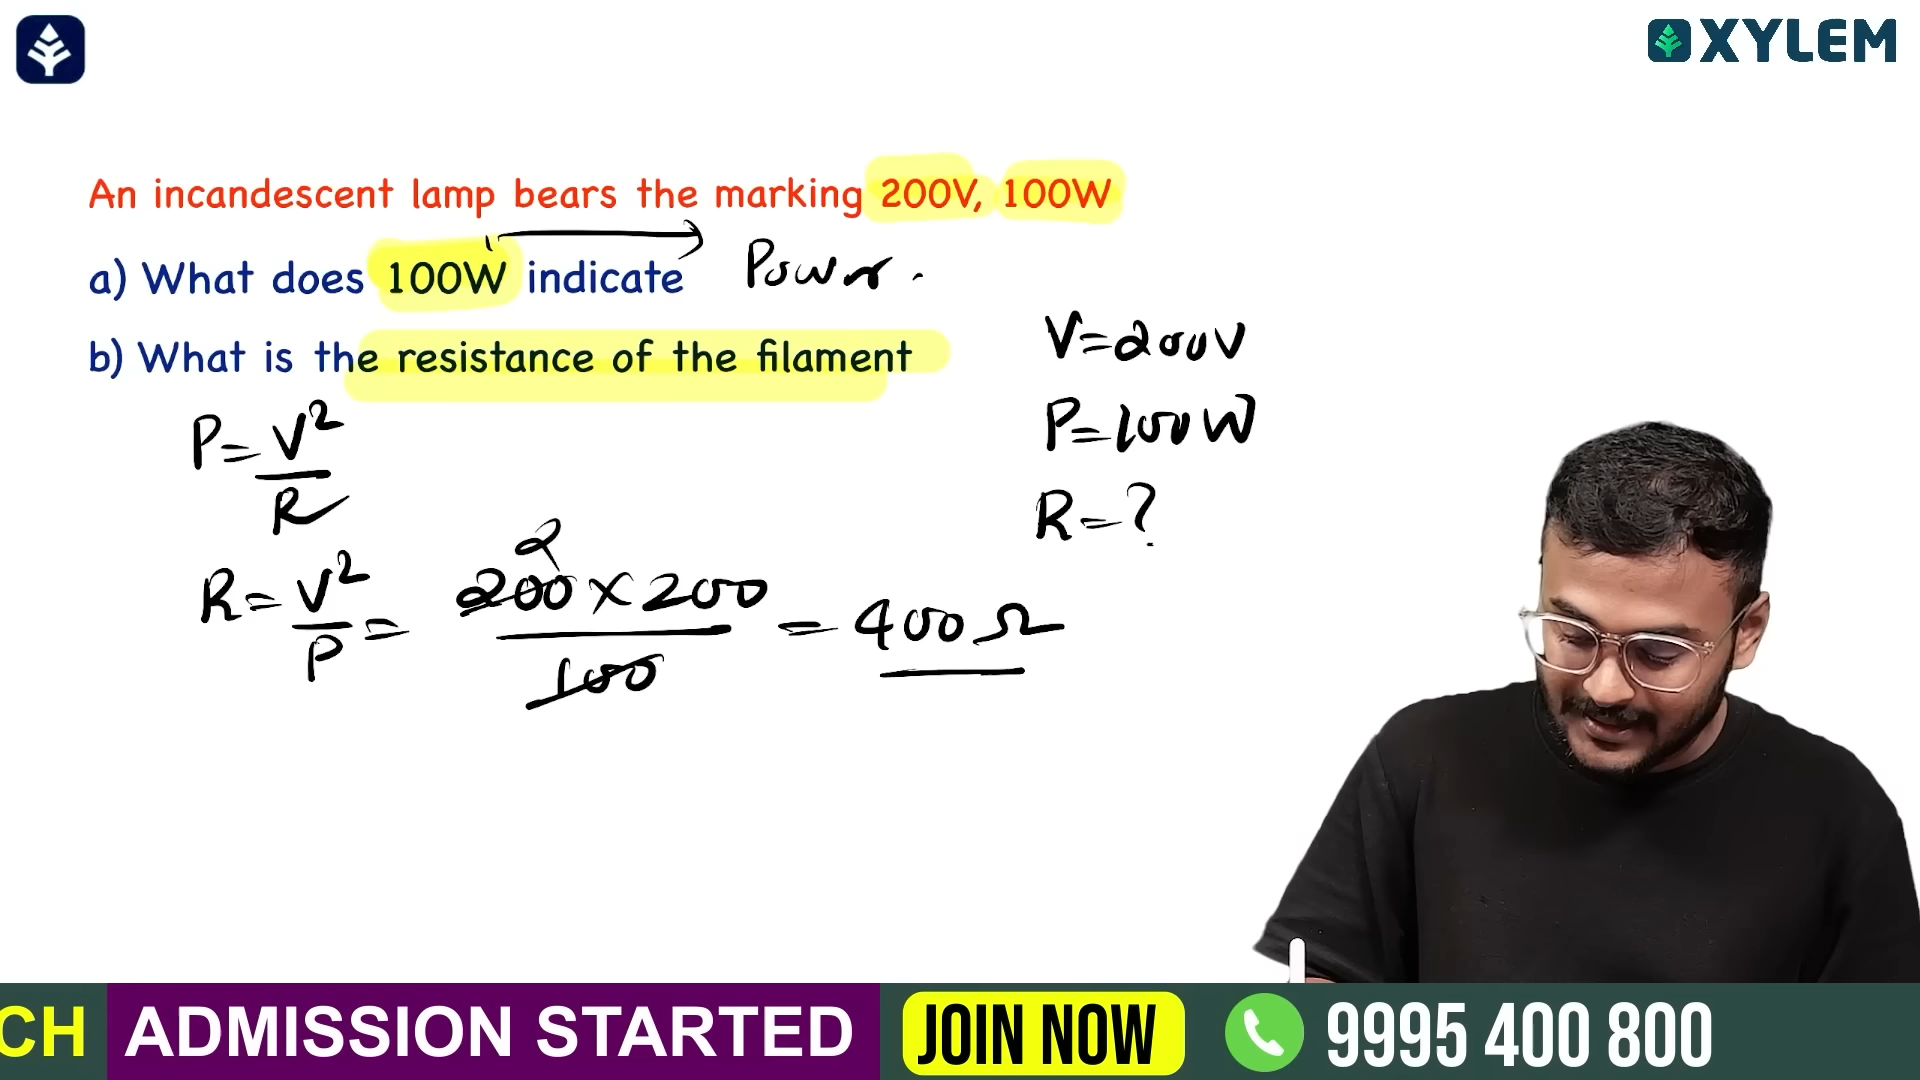 XYLEM
An incandescent lamp bears the marking 200V, 100W
a) What does 100W indicate Power.
b) What is the resistance of the filament
V=200V
P=100W
R=?
P=V²/R
R=V²/P= 2 200×200/100 =400Ω
CH ADMISSION STARTED JOIN NOW 9995 400 800